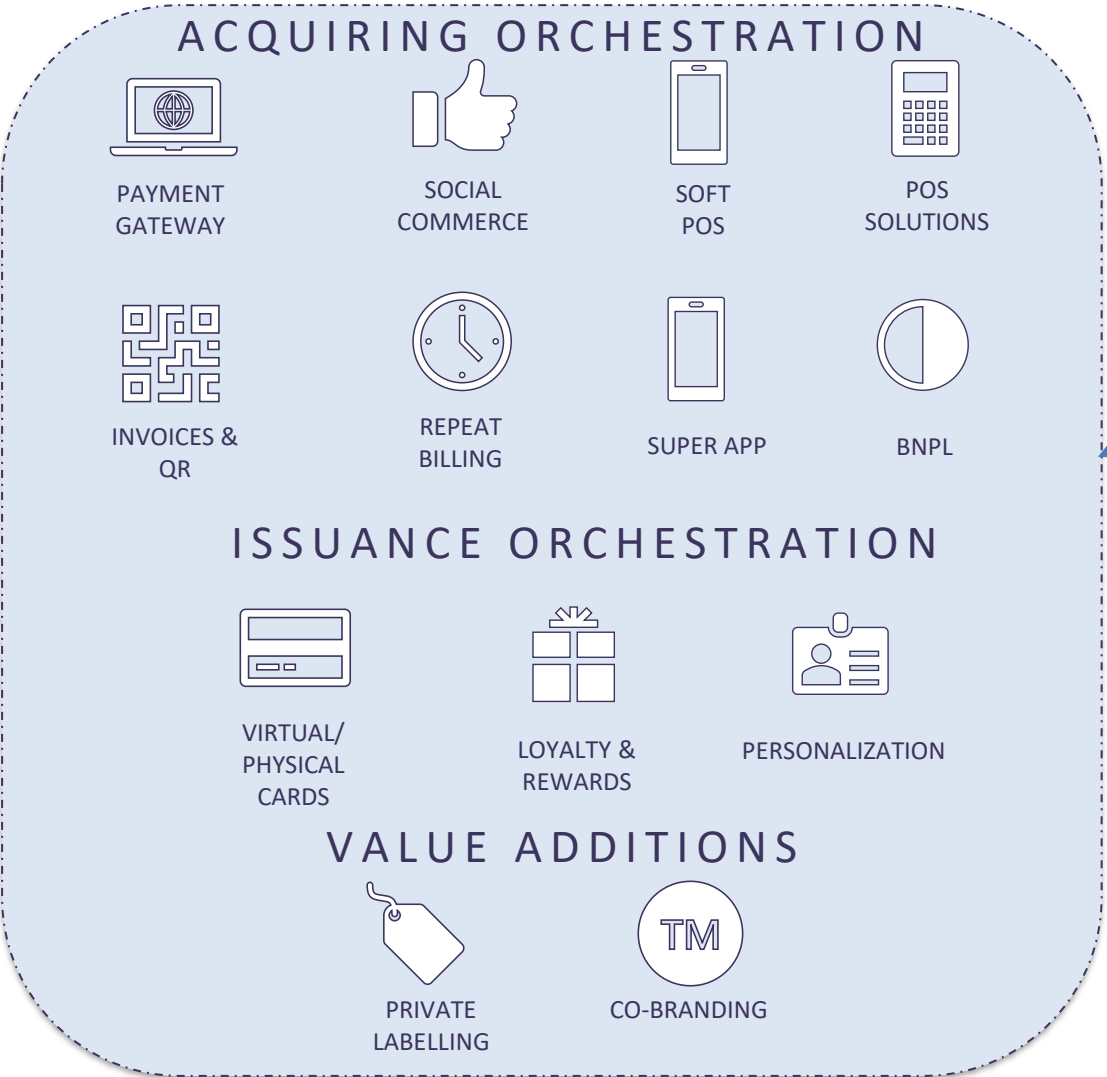 ACQUIRING ORCHESTRATION
PAYMENT
GATEWAY
SOCIAL
COMMERCE
SOFT
POS
POS
SOLUTIONS
INVOICES &
QR
REPEAT
BILLING
SUPER APP
BNPL
ISSUANCE ORCHESTRATION
VIRTUAL/
PHYSICAL
CARDS
LOYALTY &
REWARDS
PERSONALIZATION
VALUE ADDITIONS
PRIVATE
LABELLING
TM
CO-BRANDING